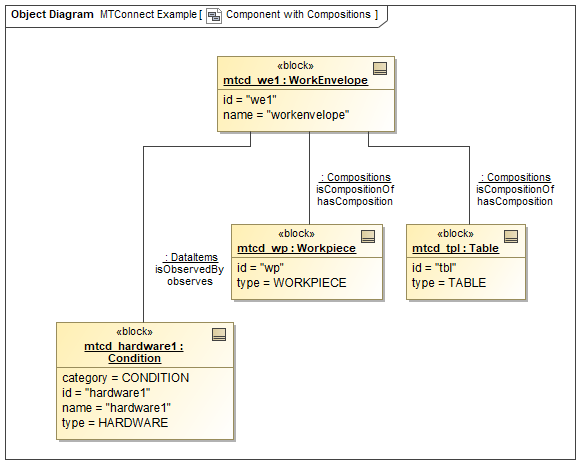 Object Diagram MTConnect Example [ Component with Compositions ]
«block»
mtcd_we1 : WorkEnvelope
id = "we1"
name = "workenvelope"
: Compositions
isCompositionOf
hasComposition
: Compositions
isCompositionOf
hasComposition
«block»
mtcd_wp : Workpiece
id = "wp"
type = WORKPIECE
«block»
mtcd_tpl : Table
id = "tbl"
type = TABLE
: DataItems
isObservedBy
observes
«block»
mtcd_hardware1 :
Condition
category = CONDITION
id = "hardware1"
name = "hardware1"
type = HARDWARE